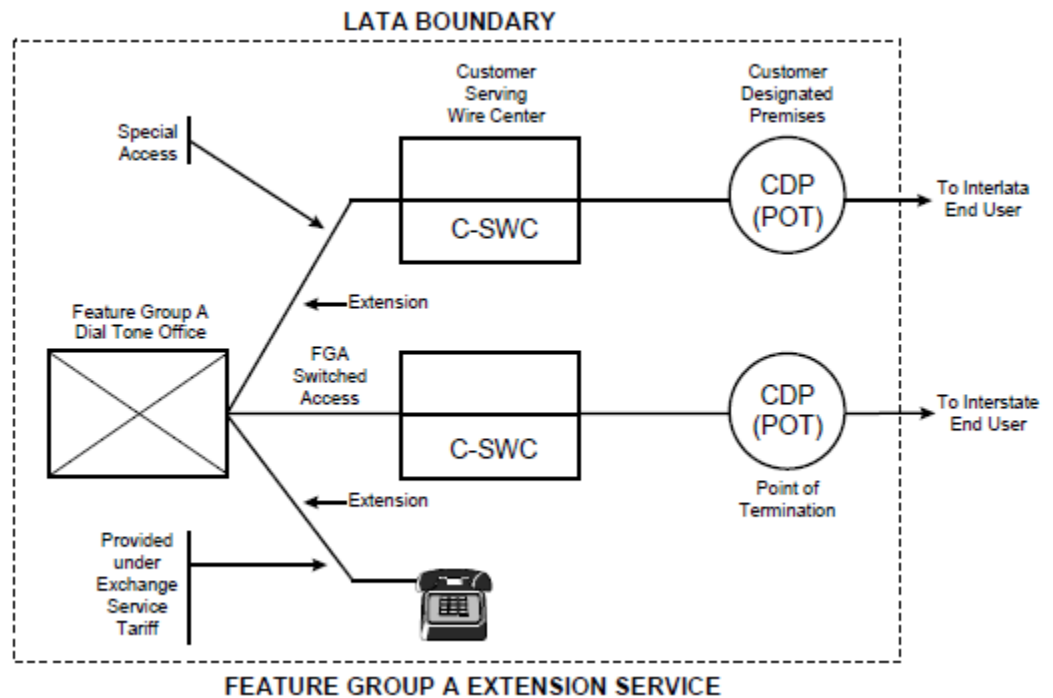 LATA BOUNDARY
Customer
Serving
Wire Center
Customer
Designated
Premises
Special
Access
CDP
(POT)
To Interlata
End User
C-SWC
Extension
Feature Group A
Dial Tone Office
FGA
Switched
Access
CDP
(POT)
To Interstate
End User
C-SWC
Extension
Point of
Termination
Provided
under
Exchange
Service
Tariff
FEATURE GROUP A EXTENSION SERVICE